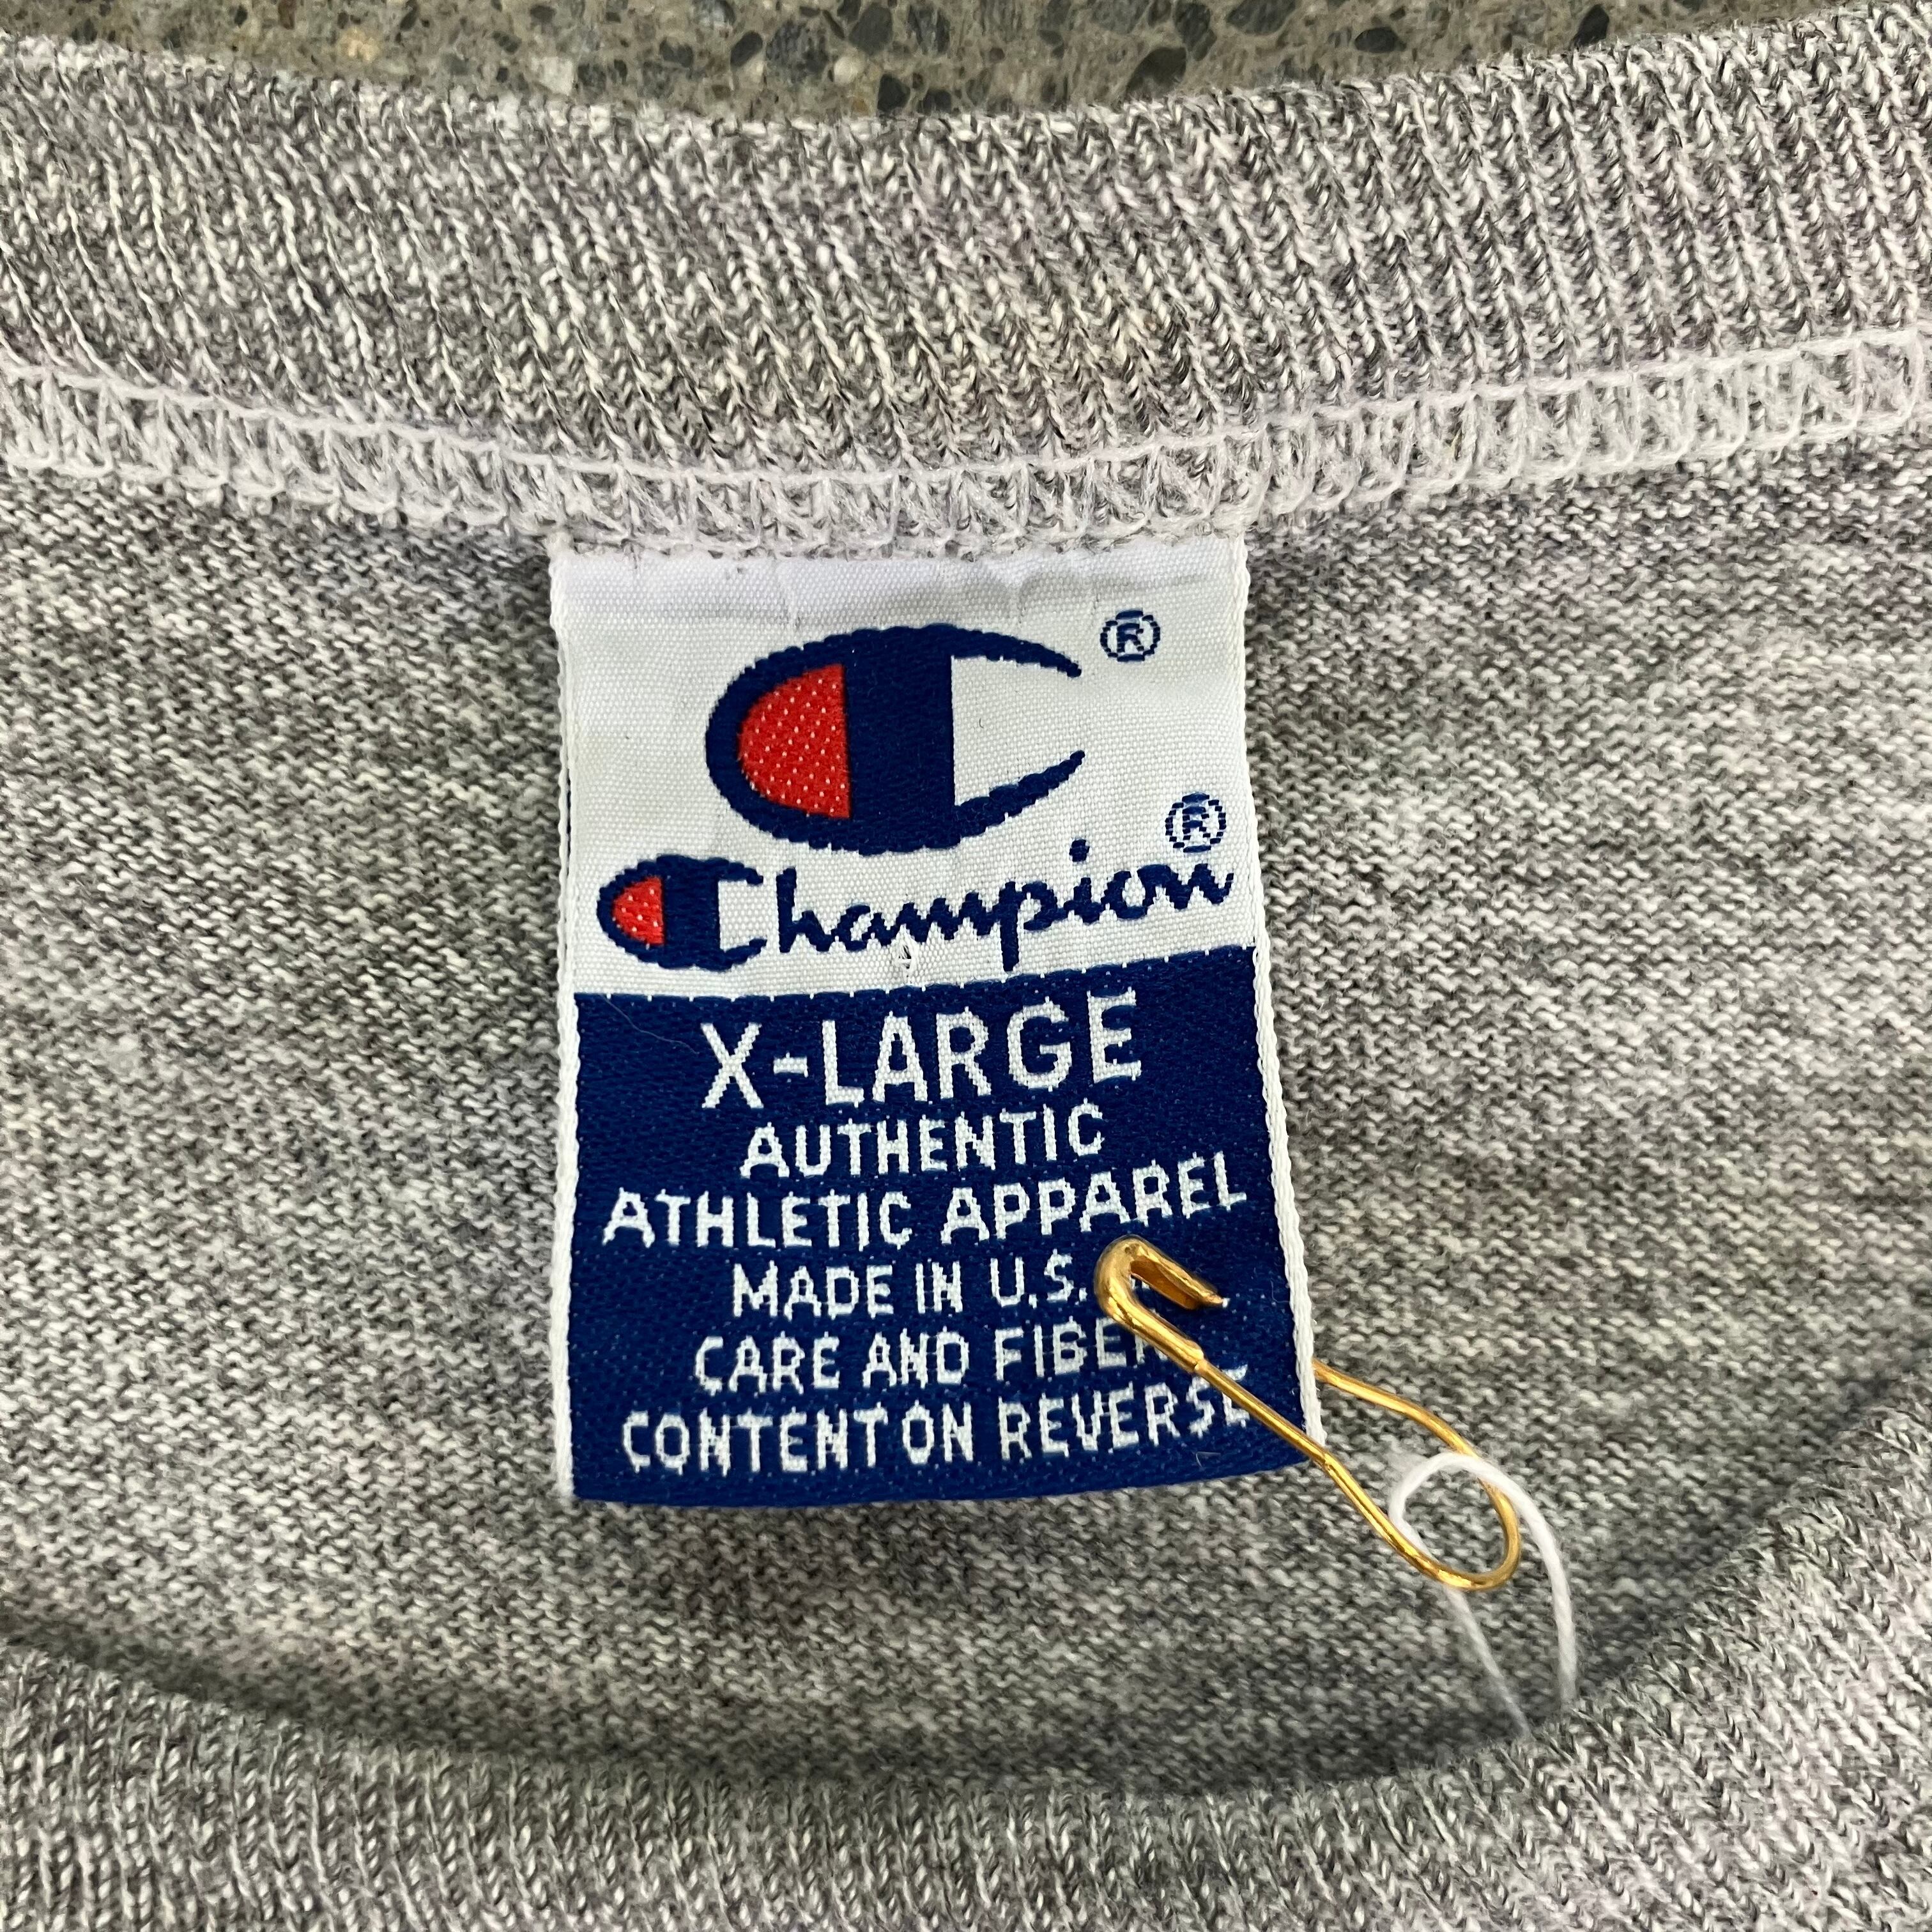 ®
Champion®
X-LARGE
AUTHENTIC
ATHLETIC APPAREL
MADE IN U.S.
CARE AND FIBER
CONTENT ON REVERSE